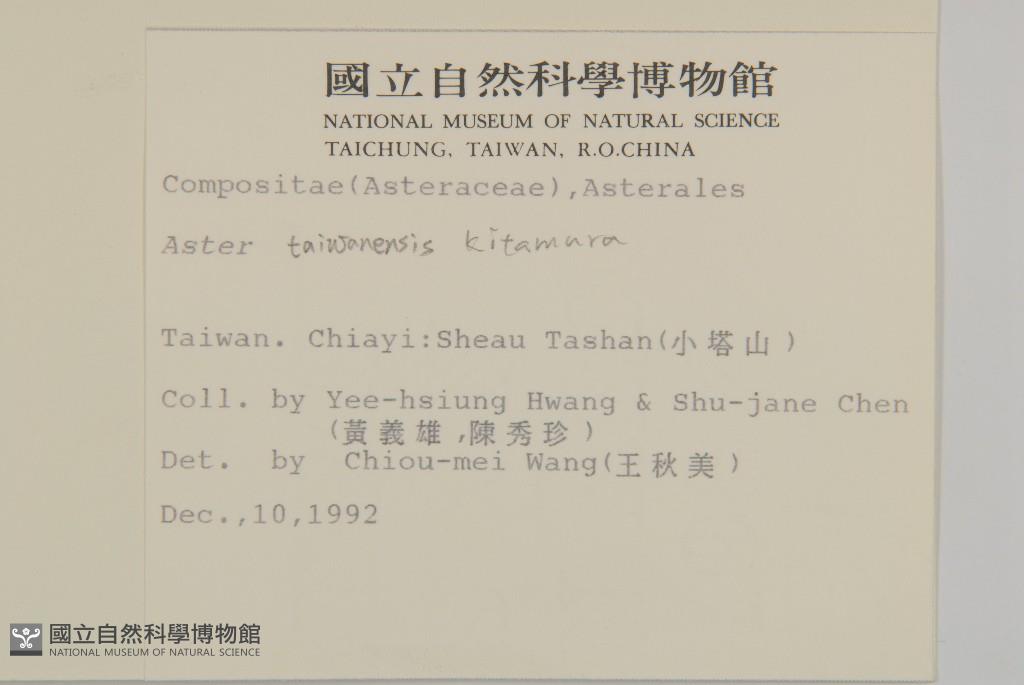 國立自然科學博物館
NATIONAL MUSEUM OF NATURAL SCIENCE
TAICHUNG, TAIWAN, R.O.CHINA
Compositae(Asteraceae),Asterales
Aster taiwanensis kitamura
Taiwan. Chiayi:Sheau Tashan(小塔山)
Coll. by Yee-hsiung Hwang & Shu-jane Chen
(黃義雄,陳秀珍)
Det. by Chiou-mei Wang(王秋美)
Dec.,10,1992
國立自然科學博物館
NATIONAL MUSEUM OF NATURAL SCIENCE